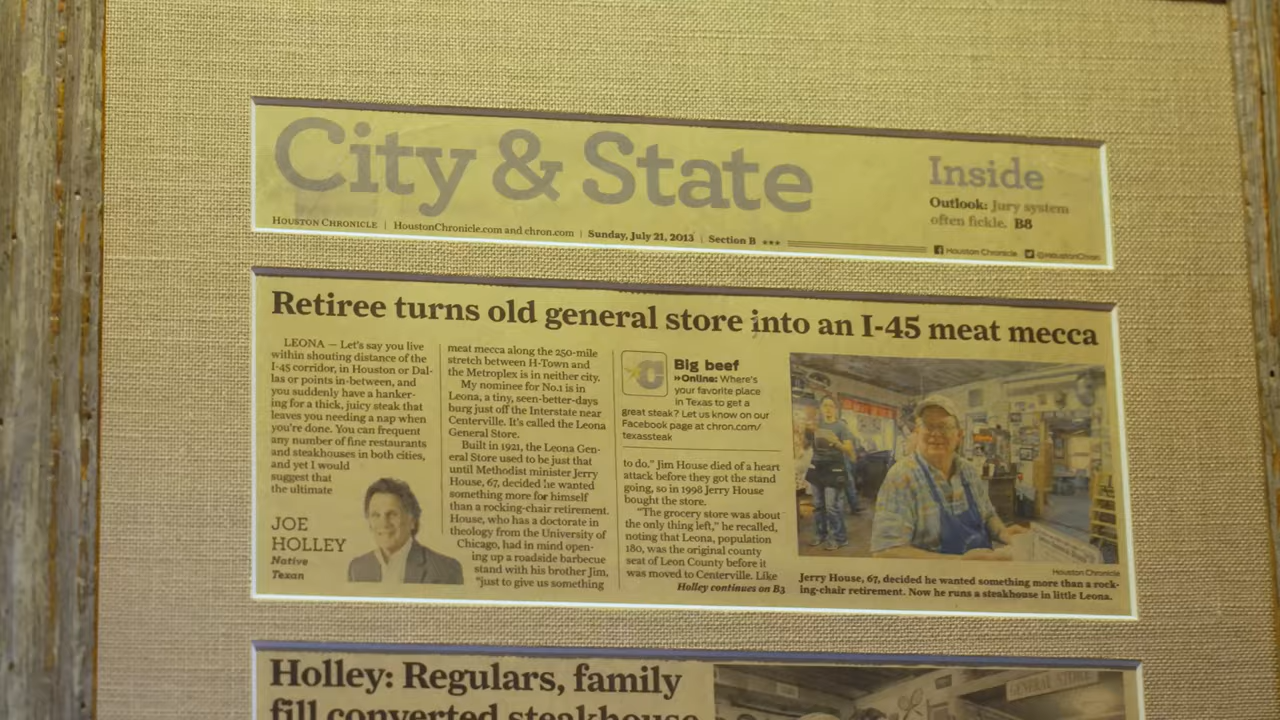 City & State
Inside
Outlook: Jury system
often fickle. B8
HOUSTON CHRONICLE | HoustonChronicle.com and chron.com | Sunday, July 21, 2013 | Section B ★★★
Houston Chronicle @HoustonChron
Retiree turns old general store into an I-45 meat mecca
LEONA — Let's say you live
within shouting distance of the
I-45 corridor, in Houston or Dal-
las or points in-between, and
you suddenly have a hanker-
ing for a thick, juicy steak that
leaves you needing a nap when
you're done. You can frequent
any number of fine restaurants
and steakhouses in both cities,
and yet I would
suggest that
the ultimate
JOE
HOLLEY
Native
Texan
meat mecca along the 250-mile
stretch between H-Town and
the Metroplex is in neither city.
My nominee for No.1 is in
Leona, a tiny, seen-better-days
burg just off the Interstate near
Centerville. It's called the Leona
General Store.
Built in 1921, the Leona Gen-
eral Store used to be just that
until Methodist minister Jerry
House, 67, decided he wanted
something more for himself
than a rocking-chair retirement.
House, who has a doctorate in
theology from the University of
Chicago, had in mind open-
ing up a roadside barbecue
stand with his brother Jim,
"just to give us something
Big beef
»Online: Where's
your favorite place
in Texas to get a
great steak? Let us know on our
Facebook page at chron.com/
texassteak
to do." Jim House died of a heart
attack before they got the stand
going, so in 1998 Jerry House
bought the store.
"The grocery store was about
the only thing left," he recalled,
noting that Leona, population
180, was the original county
seat of Leon County before it
was moved to Centerville. Like
Holley continues on B3
Houston Chronicle
Jerry House, 67, decided he wanted something more than a rock-
ing-chair retirement. Now he runs a steakhouse in little Leona.
Holley: Regulars, family
fill converted steakhouse
GENERAL STORE